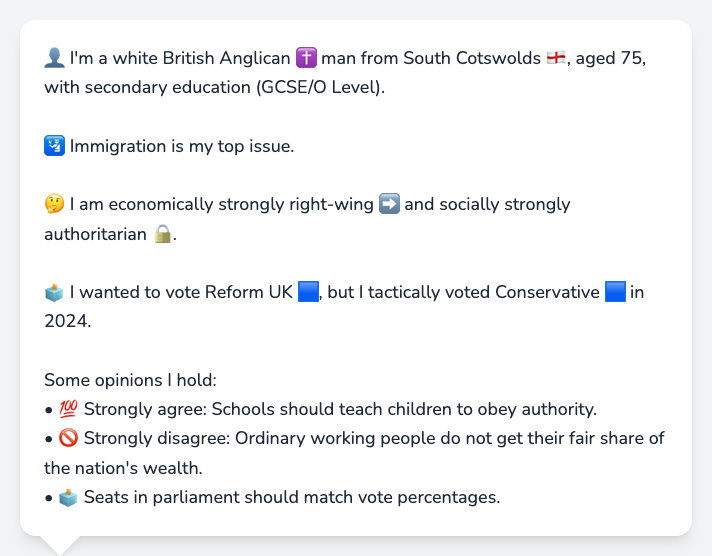 👤 I'm a white British Anglican ✝️ man from South Cotswolds 🏴󠁧󠁢󠁥󠁮󠁧󠁿, aged 75,
with secondary education (GCSE/O Level).
🛂 Immigration is my top issue.
🤔 I am economically strongly right-wing ➡️ and socially strongly
authoritarian 🔒.
🗳️ I wanted to vote Reform UK 🟦, but I tactically voted Conservative 🟦 in
2024.
Some opinions I hold:
• 💯 Strongly agree: Schools should teach children to obey authority.
• 🚫 Strongly disagree: Ordinary working people do not get their fair share of
the nation's wealth.
• 🗳️ Seats in parliament should match vote percentages.